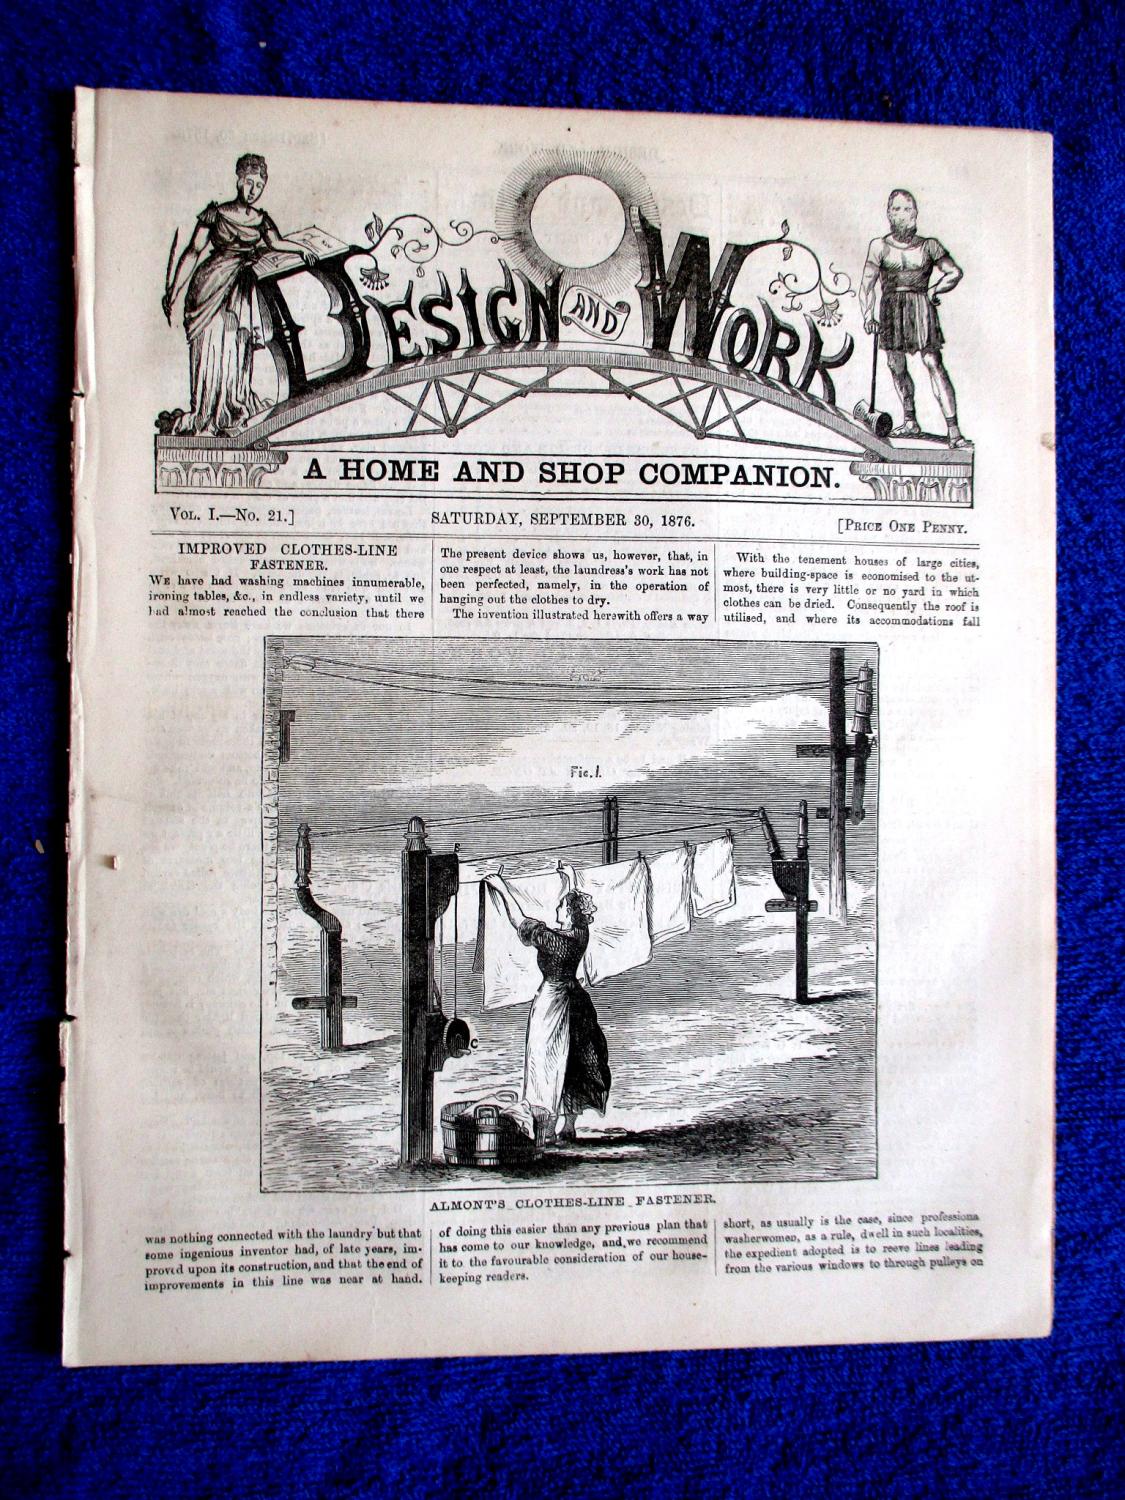 DESIGN AND WORK
A HOME AND SHOP COMPANION.
VOL. I.—No. 21.]
SATURDAY, SEPTEMBER 30, 1876.
[PRICE ONE PENNY.
IMPROVED CLOTHES-LINE
FASTENER.
WE have had washing machines innumerable,
ironing tables, &c., in endless variety, until we
had almost reached the conclusion that there
was nothing connected with the laundry but that
some ingenious inventor had, of late years, im-
proved upon its construction, and that the end of
improvements in this line was near at hand.
The present device shows us, however, that, in
one respect at least, the laundress's work has not
been perfected, namely, in the operation of
hanging out the clothes to dry.
The invention illustrated herewith offers a way
of doing this easier than any previous plan that
has come to our knowledge, and we recommend
it to the favourable consideration of our house-
keeping readers.
With the tenement houses of large cities,
where building-space is economised to the ut-
most, there is very little or no yard in which
clothes can be dried. Consequently the roof is
utilised, and where its accommodations fall
short, as usually is the case, since professiona
washerwomen, as a rule, dwell in such localities,
the expedient adopted is to reeve lines leading
from the various windows to through pulleys on
Fig. 2
A
Fig. 1.
E
C
ALMONT'S CLOTHES-LINE FASTENER.